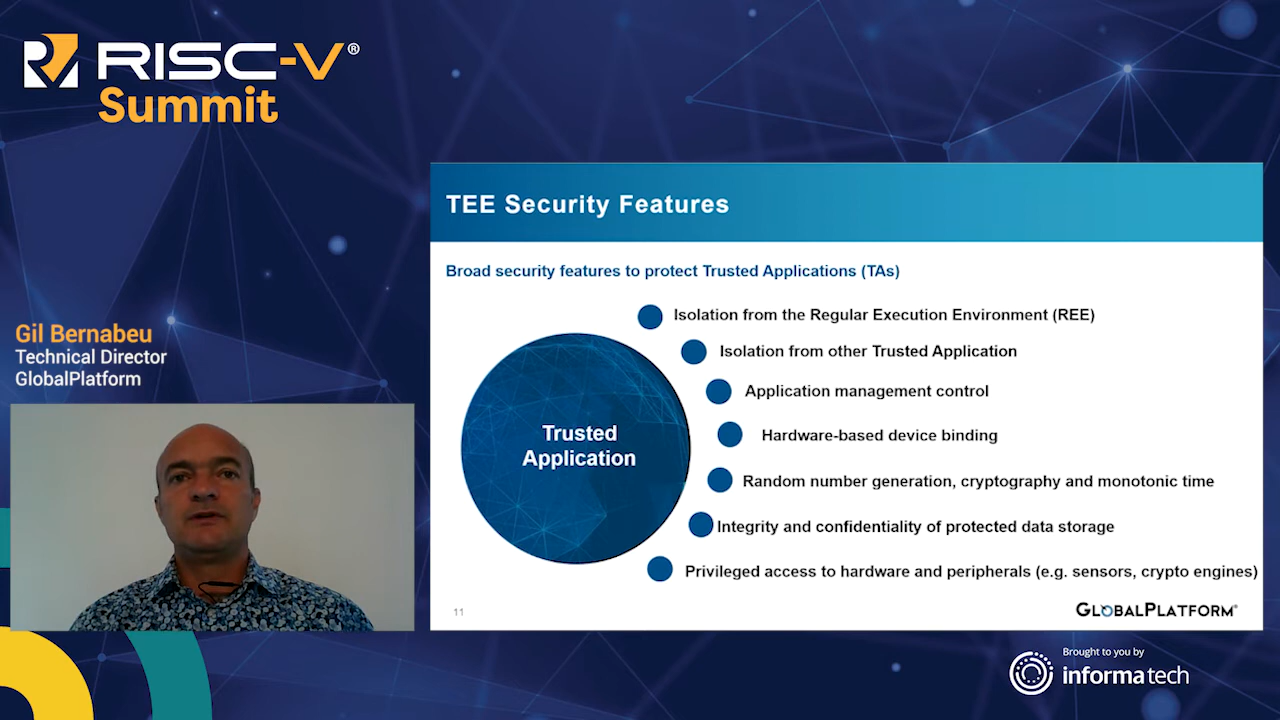 RISC-V®
Summit
Gil Bernabeu
Technical Director
GlobalPlatform
TEE Security Features
Broad security features to protect Trusted Applications (TAs)
Trusted
Application
Isolation from the Regular Execution Environment (REE)
Isolation from other Trusted Application
Application management control
Hardware-based device binding
Random number generation, cryptography and monotonic time
Integrity and confidentiality of protected data storage
Privileged access to hardware and peripherals (e.g. sensors, crypto engines)
11
GLOBALPLATFORM®
Brought to you by
informa tech